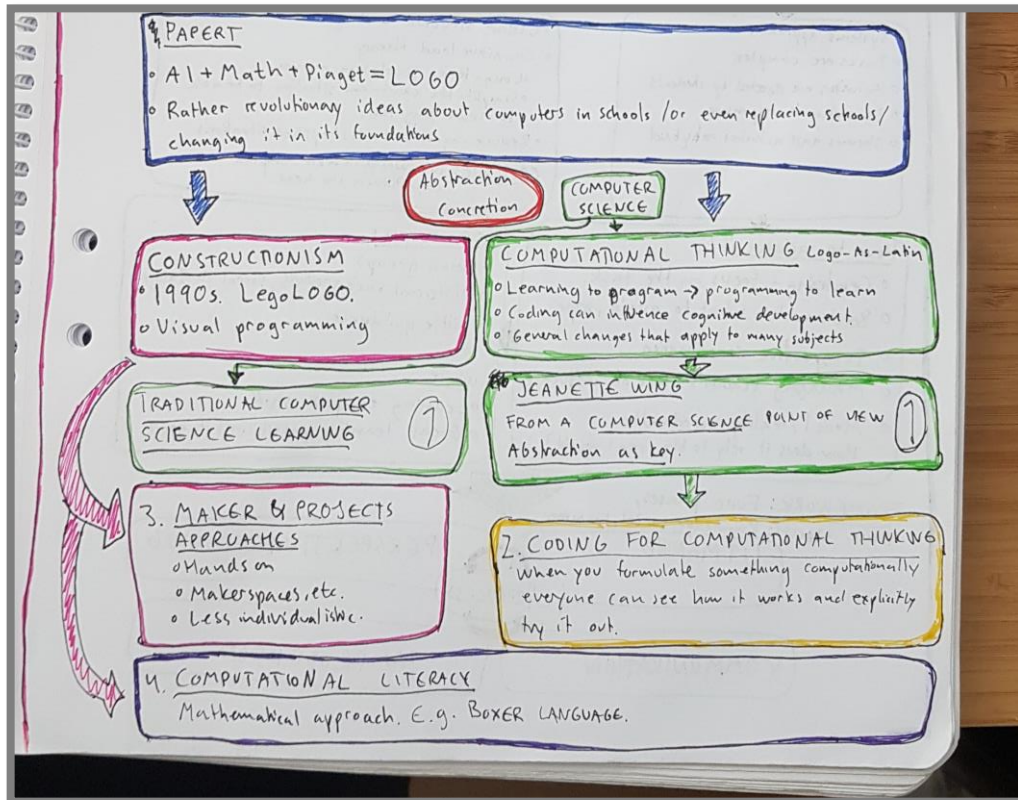 PAPERT
• AI + Math + Piaget = LOGO
• Rather revolutionary ideas about computers in schools /or even replacing schools/
changing it in its foundations
Abstraction
Concretion
COMPUTER
SCIENCE
CONSTRUCTIONISM
• 1990s. LegoLOGO.
• Visual programming
COMPUTATIONAL THINKING Logo-As-Latin
• Learning to program → programming to learn
• Coding can influence cognitive development.
• General changes that apply to many subjects
TRADITIONAL COMPUTER
SCIENCE LEARNING
1
JEANETTE WING
FROM A COMPUTER SCIENCE POINT OF VIEW
Abstraction as key.
1
3. MAKER & PROJECTS
APPROACHES
• Hands on
• Makerspaces, etc.
• Less individualistic.
2. CODING FOR COMPUTATIONAL THINKING
When you formulate something computationally
everyone can see how it works and explicitly
try it out.
4. COMPUTATIONAL LITERACY
Mathematical approach. E.g. BOXER LANGUAGE.